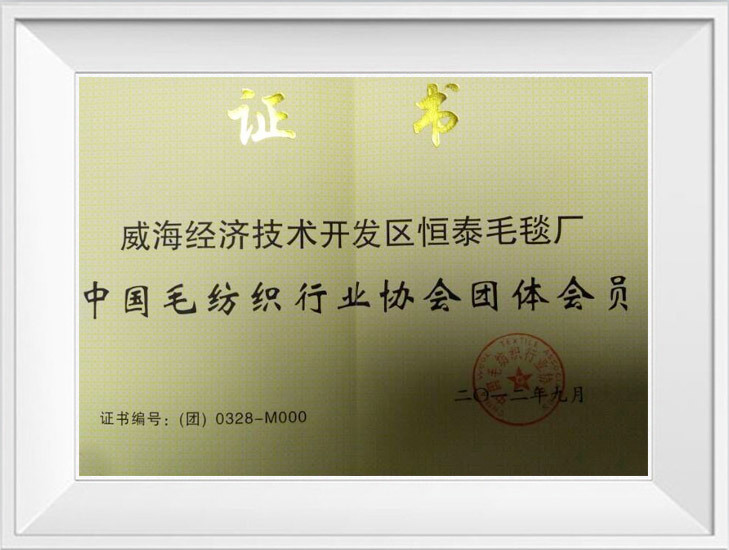 证 书
威海经济技术开发区恒泰毛毯厂
中国毛纺织行业协会团体会员
二〇一二年九月
证书编号：(团) 0328-M000